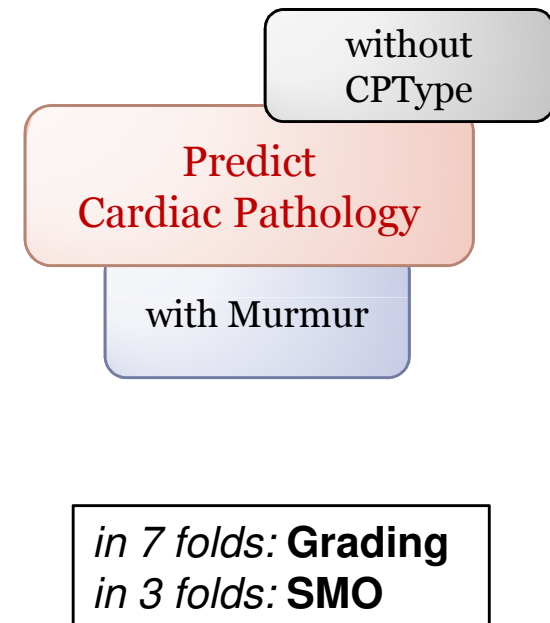 without
CPType
Predict
Cardiac Pathology
with Murmur
in 7 folds: Grading
in 3 folds: SMO